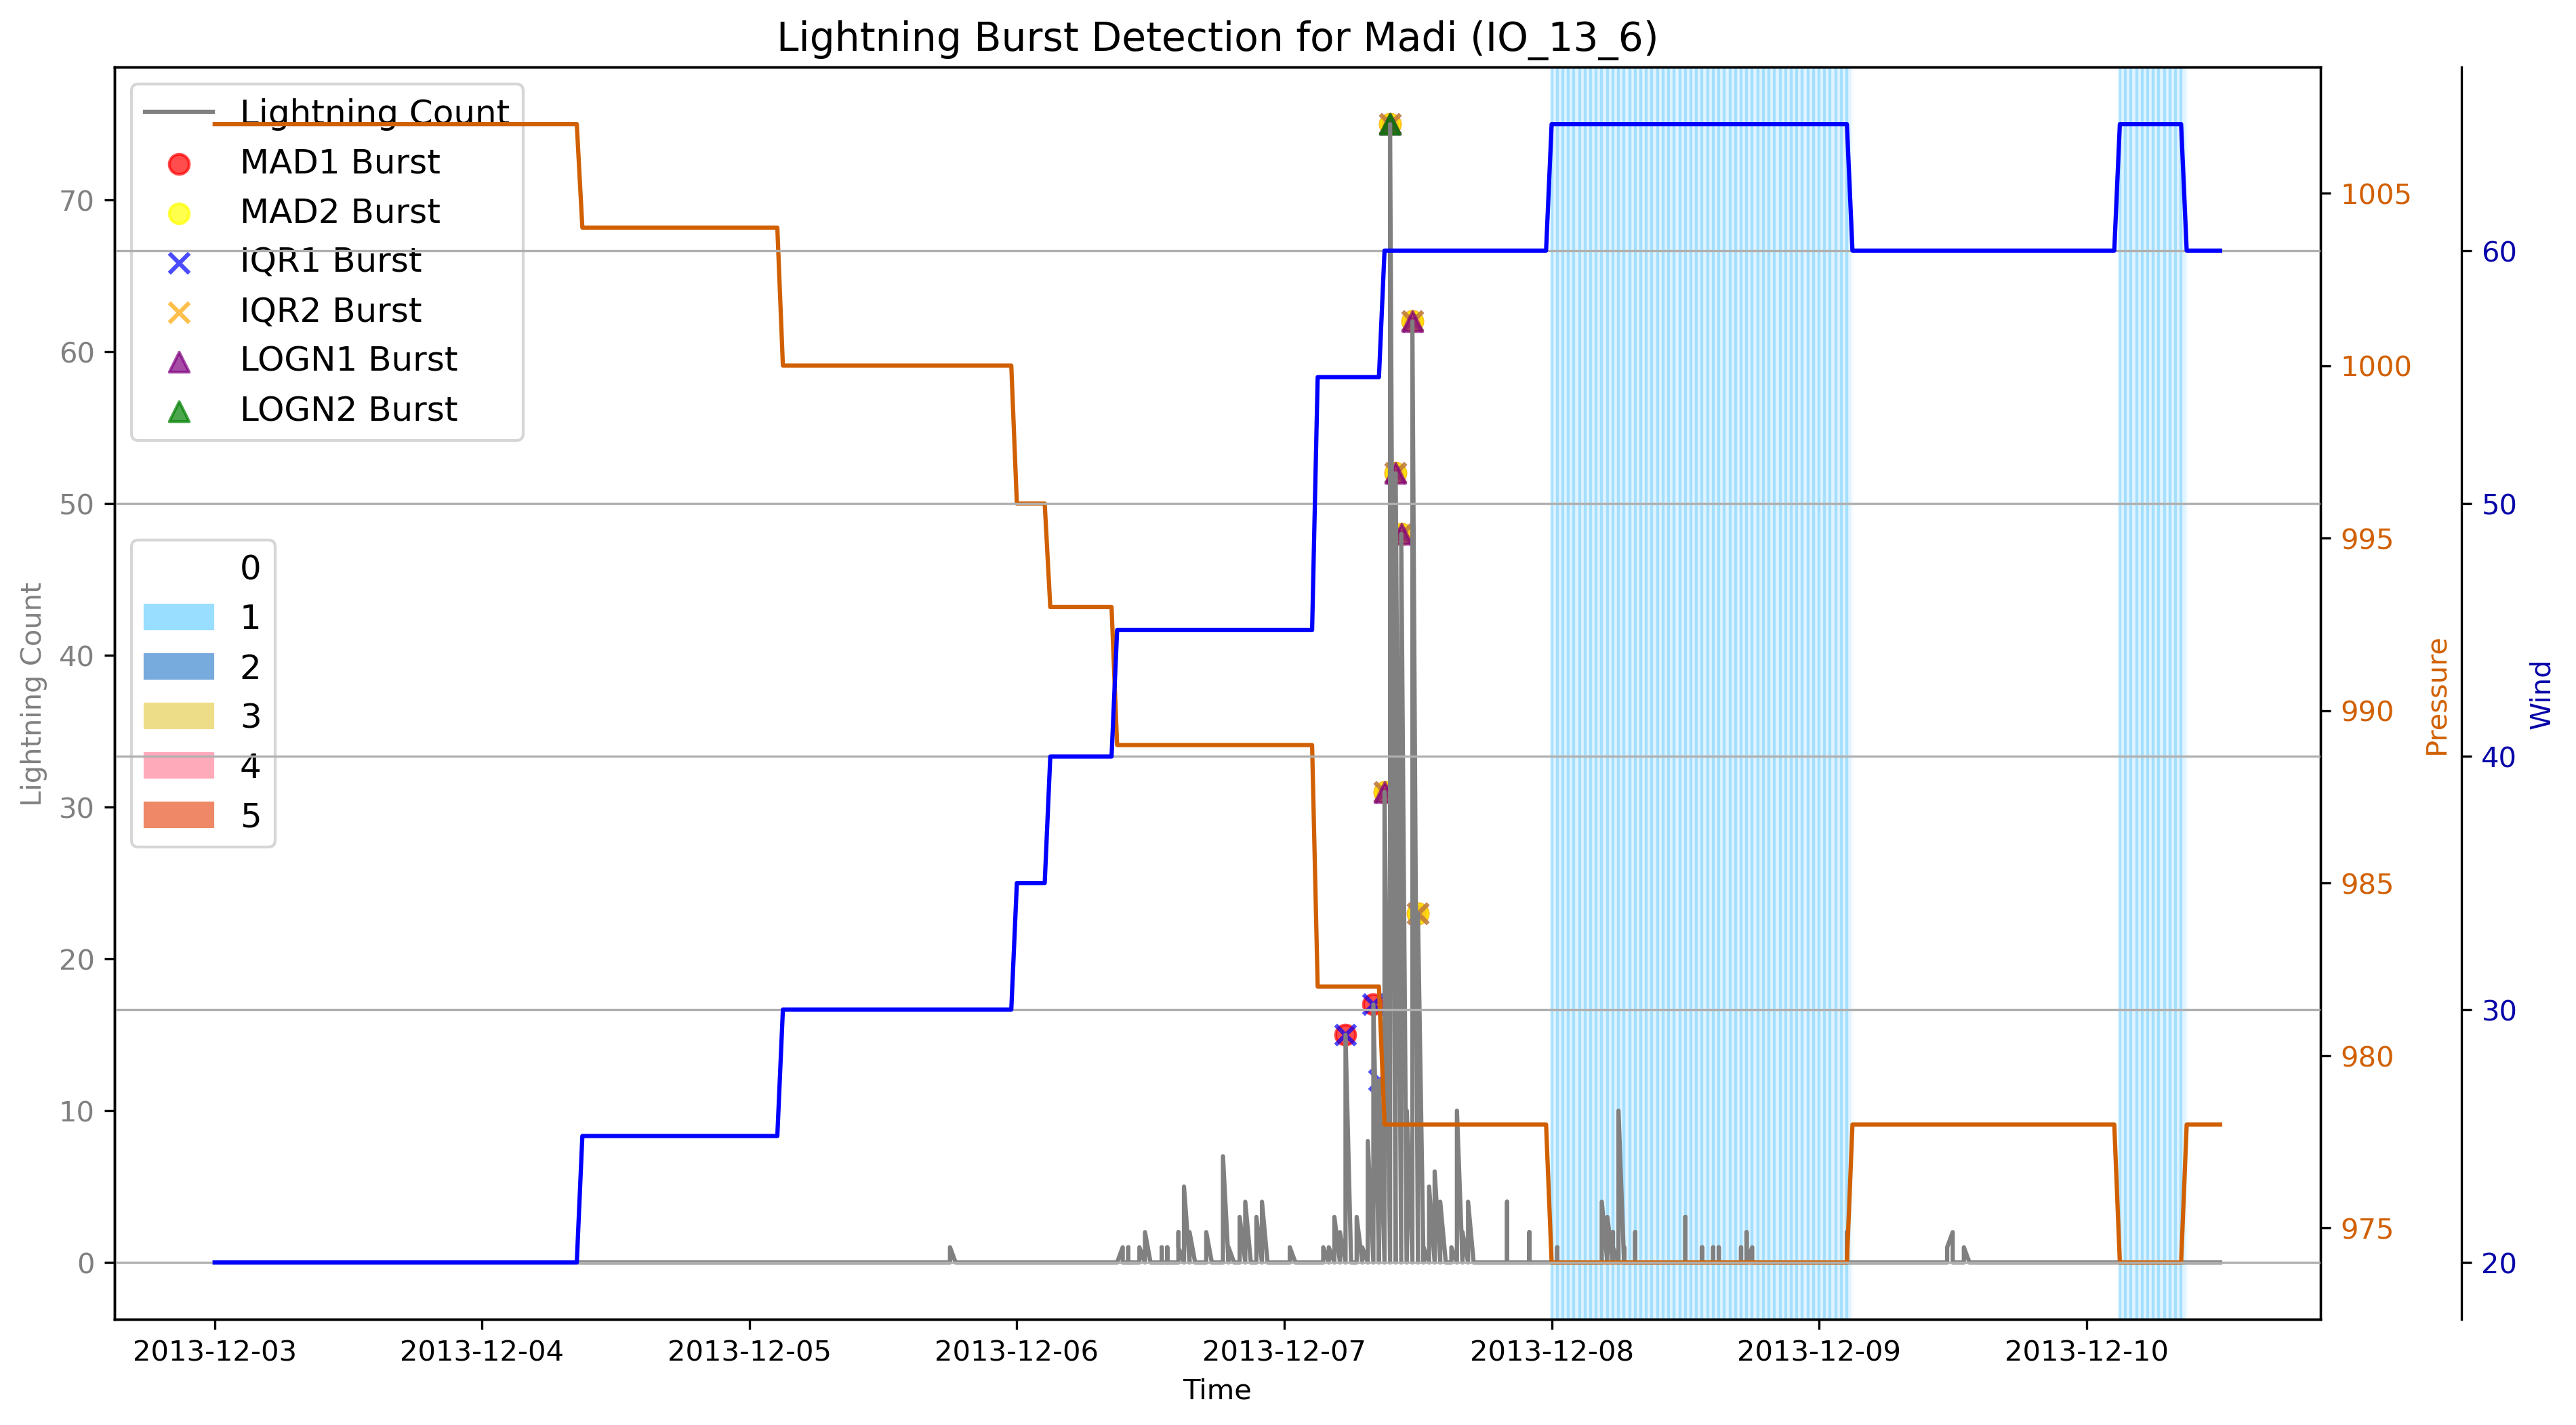 Lightning Burst Detection for Madi (IO_13_6)
Lightning Count
MAD1 Burst
MAD2 Burst
IQR1 Burst
IQR2 Burst
LOGN1 Burst
LOGN2 Burst
0
1
2
3
4
5
Lightning Count
70
60
50
40
30
20
10
0
1005
1000
995
990
985
980
975
Pressure
60
50
40
30
20
Wind
2013-12-03
2013-12-04
2013-12-05
2013-12-06
2013-12-07
2013-12-08
2013-12-09
2013-12-10
Time